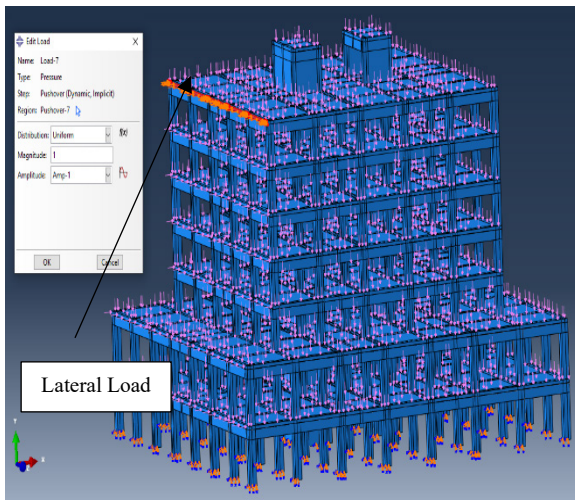 Edit Load
X
Name: Load-7
Type: Pressure
Step: Pushover (Dynamic, Implicit)
Region: Pushover-7
Distribution: Uniform f(x)
Magnitude: 1
Amplitude: Amp-1
OK Cancel
Lateral Load
Y
X